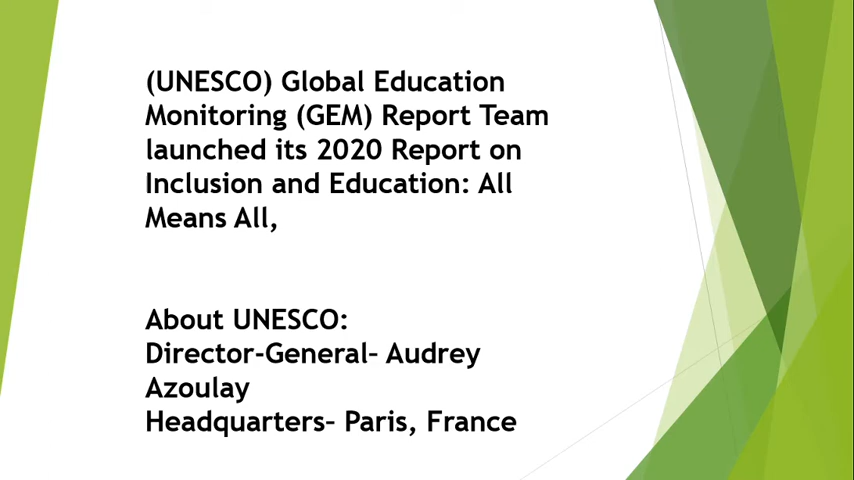 (UNESCO) Global Education
Monitoring (GEM) Report Team
launched its 2020 Report on
Inclusion and Education: All
Means All,
About UNESCO:
Director-General– Audrey
Azoulay
Headquarters– Paris, France